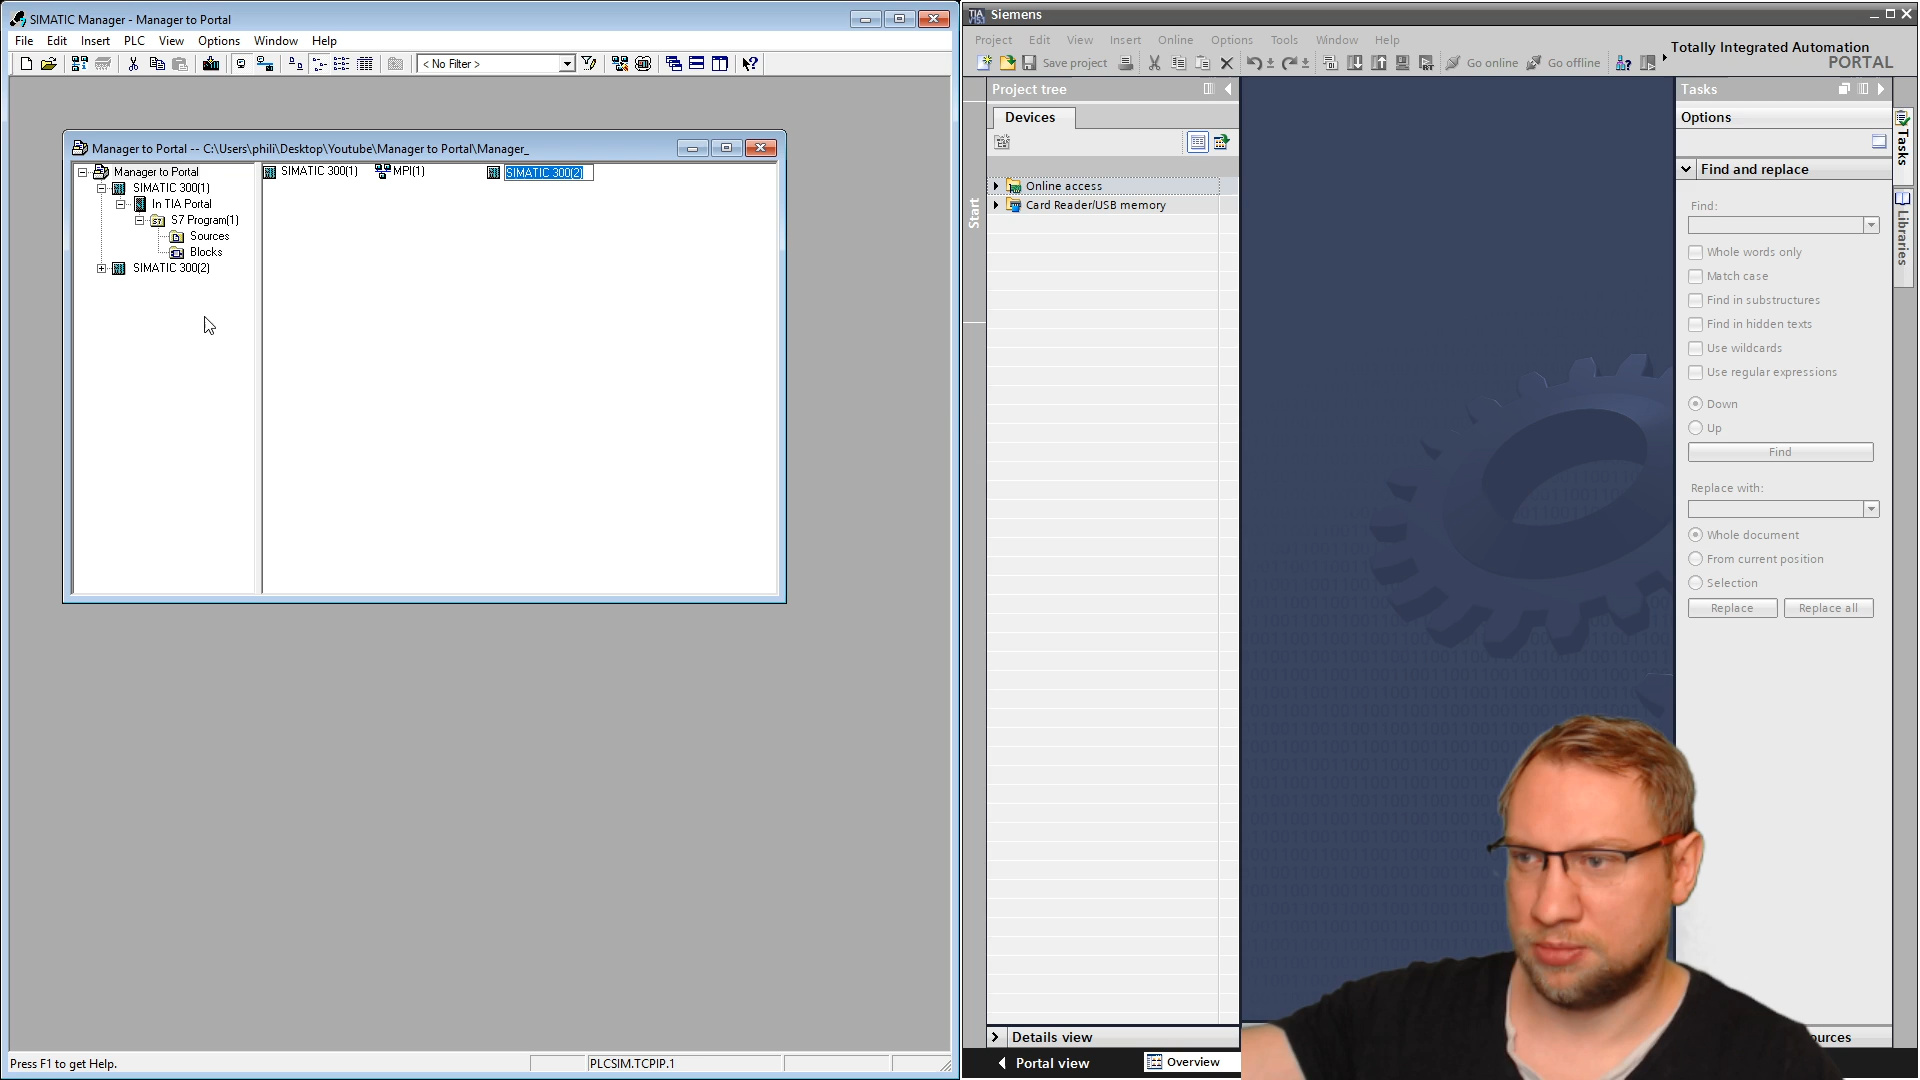 SIMATIC Manager - Manager to Portal
File Edit Insert PLC View Options Window Help
< No Filter >
Manager to Portal -- C:\Users\phili\Desktop\Youtube\Manager to Portal\Manager_
Manager to Portal
SIMATIC 300(1)
In TIA Portal
S7 Program(1)
Sources
Blocks
SIMATIC 300(2)
SIMATIC 300(1) MPI(1) SIMATIC 300(2)
Press F1 to get Help.
PLCSIM.TCPIP.1
Siemens
Project Edit View Insert Online Options Tools Window Help
Totally Integrated Automation
PORTAL
Save project Go online Go offline
Project tree
Devices
Start
Online access
Card Reader/USB memory
Details view
Portal view Overview
Tasks
Options
Find and replace
Find:
Whole words only
Match case
Find in substructures
Find in hidden texts
Use wildcards
Use regular expressions
Down
Up
Find
Replace with:
Whole document
From current position
Selection
Replace Replace all
Tasks
Libraries